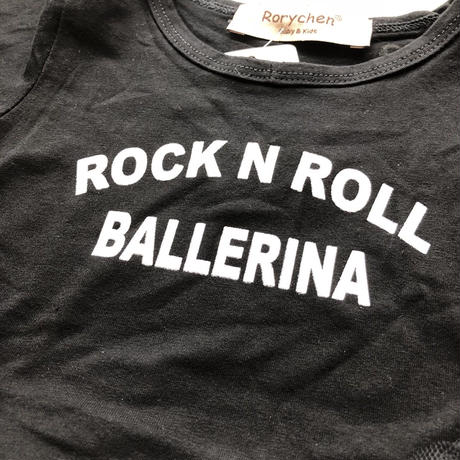 Rorychen
Baby & Kids
ROCK N ROLL
BALLERINA